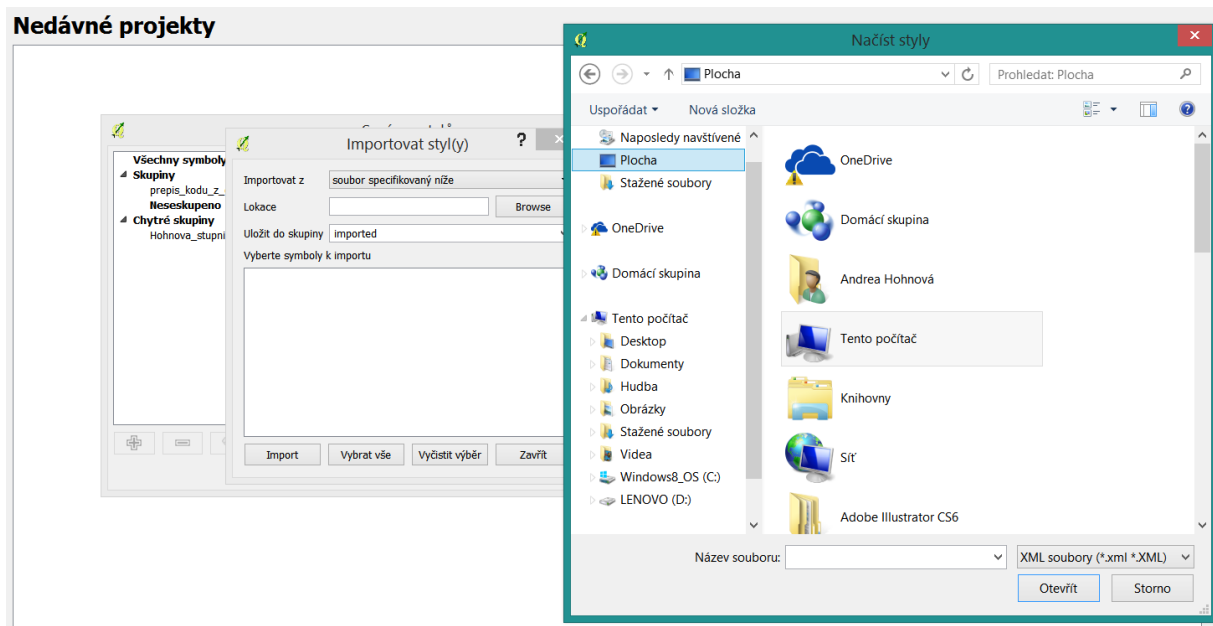 Nedávné projekty
Všechny symboly
Skupiny
prepis_kodu_z_
Neseskupeno
Chytré skupiny
Hohnova_stupni
Importovat styl(y)
?
Importovat z
soubor specifikovaný níže
Lokace
Browse
Uložit do skupiny
imported
Vyberte symboly k importu
Import
Vybrat vše
Vyčistit výběr
Zavřít
Načíst styly
Plocha
Prohledat: Plocha
Uspořádat
Nová složka
Naposledy navštívené
Plocha
Stažené soubory
OneDrive
Domácí skupina
Tento počítač
Desktop
Dokumenty
Hudba
Obrázky
Stažené soubory
Videa
Windows8_OS (C:)
LENOVO (D:)
OneDrive
Domácí skupina
Andrea Hohnová
Tento počítač
Knihovny
Síť
Adobe Illustrator CS6
Název souboru:
XML soubory (*.xml *.XML)
Otevřít
Storno